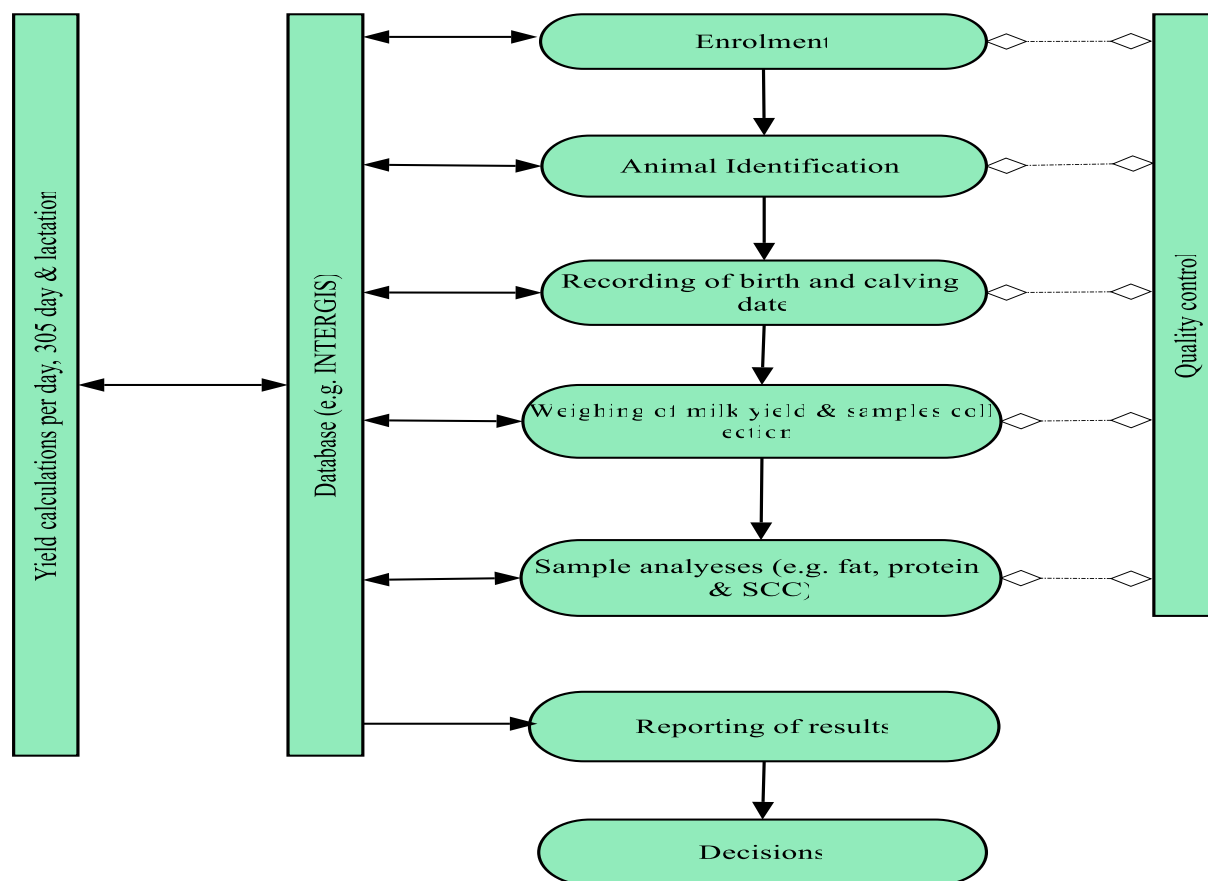 Yield calculations per day, 305 day & lactation
Database (e.g. INTERGIS)
Enrolment
Animal Identification
Recording of birth and calving
date
Weighing of milk yield & samples coll
ection
Sample analyeses (e.g. fat, protein
& SCC)
Reporting of results
Decisions
Quality control